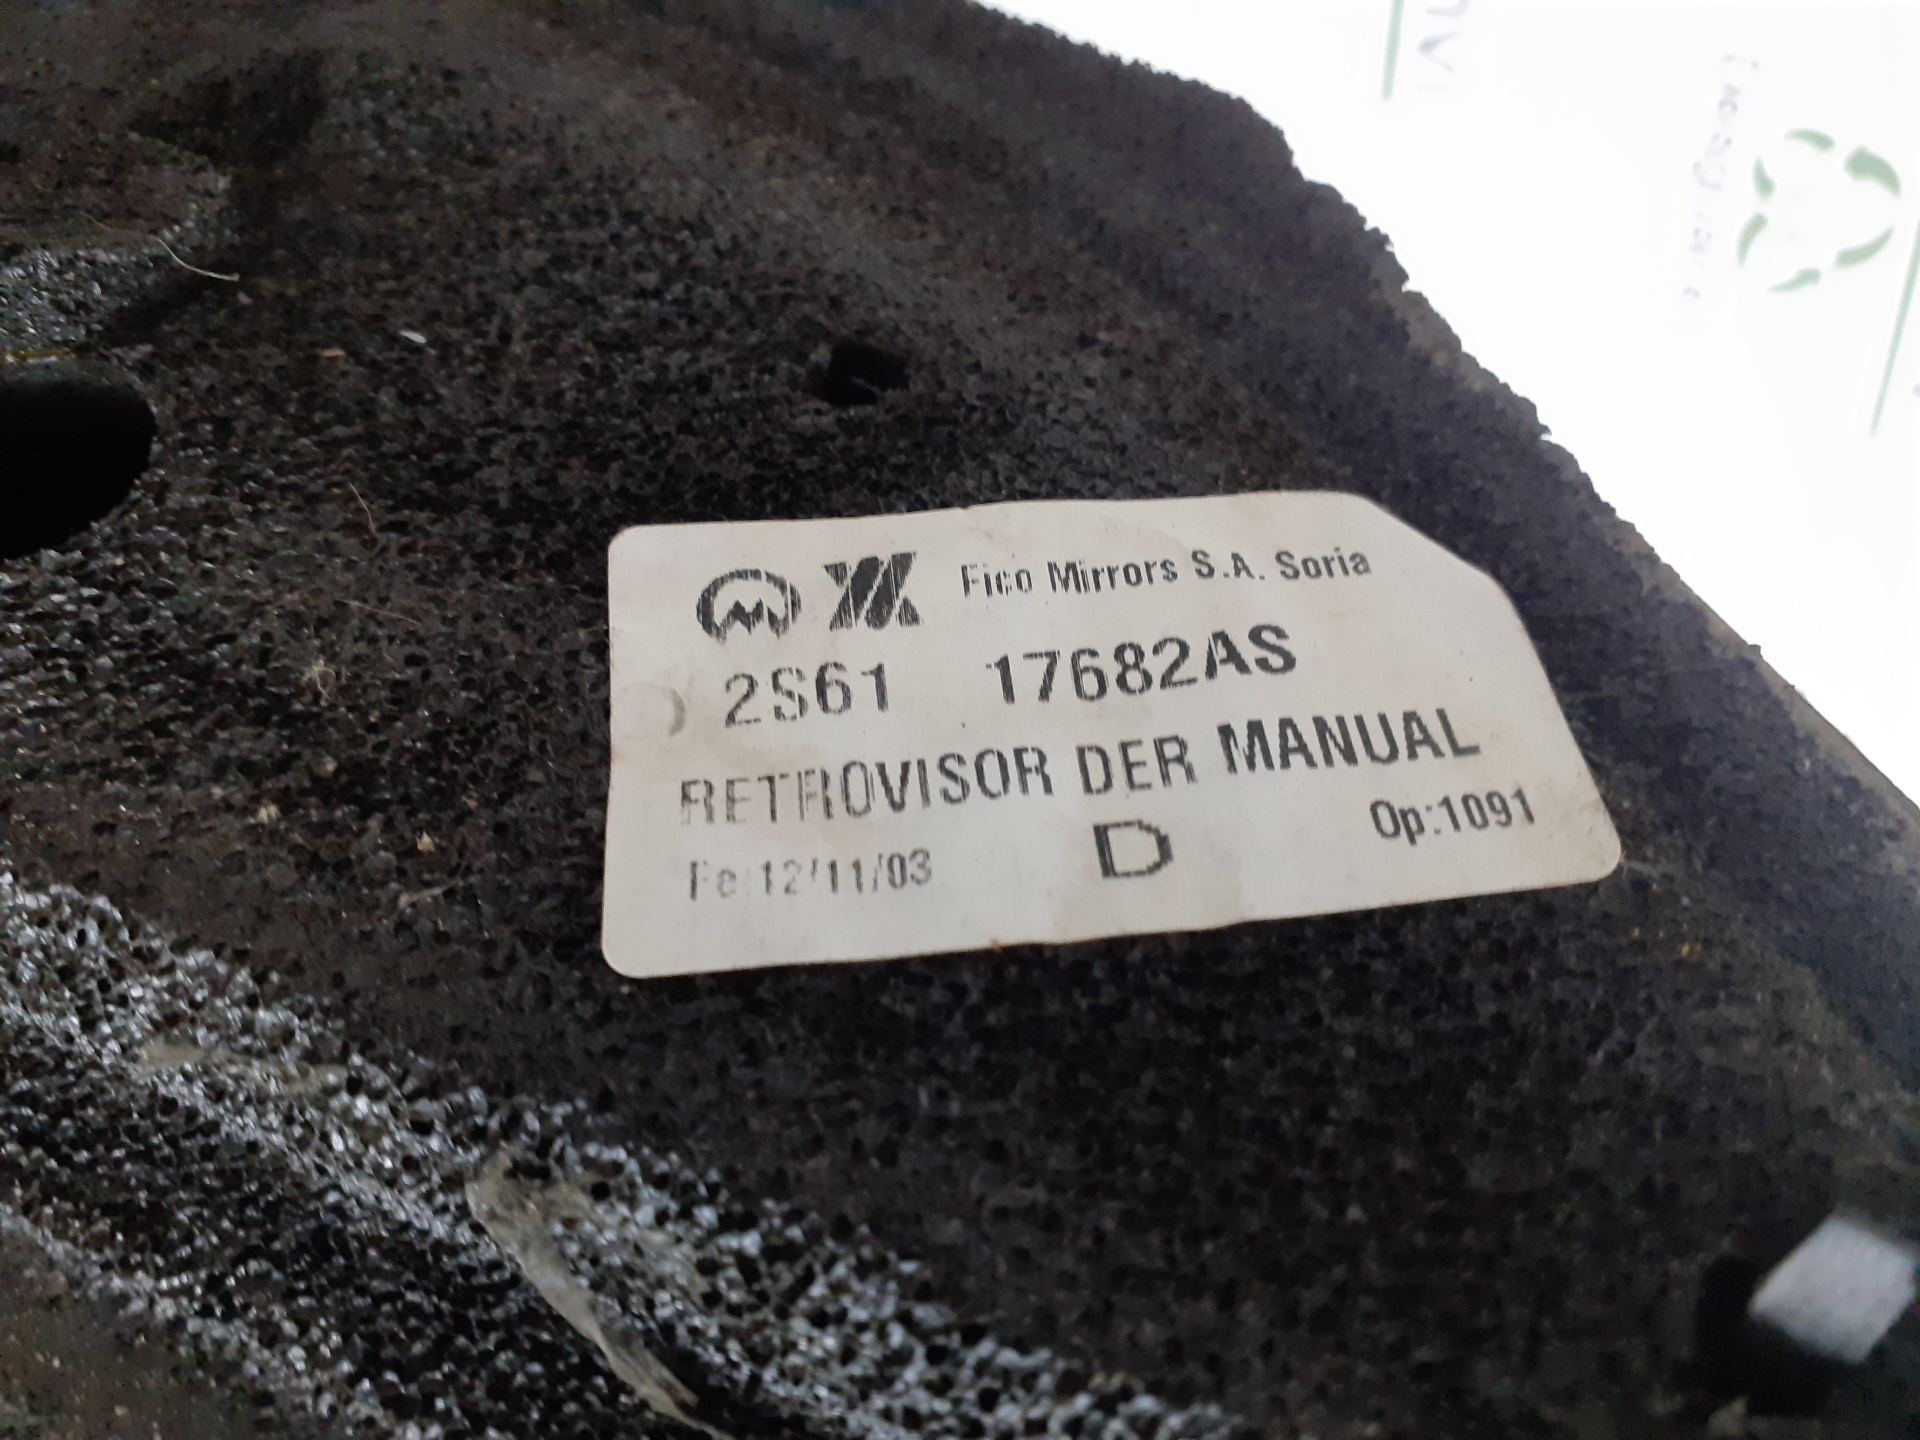 Fico Mirrors S.A. Soria
2S61 17682AS
RETROVISOR DER MANUAL
Fe:12/11/03 D Op:1091